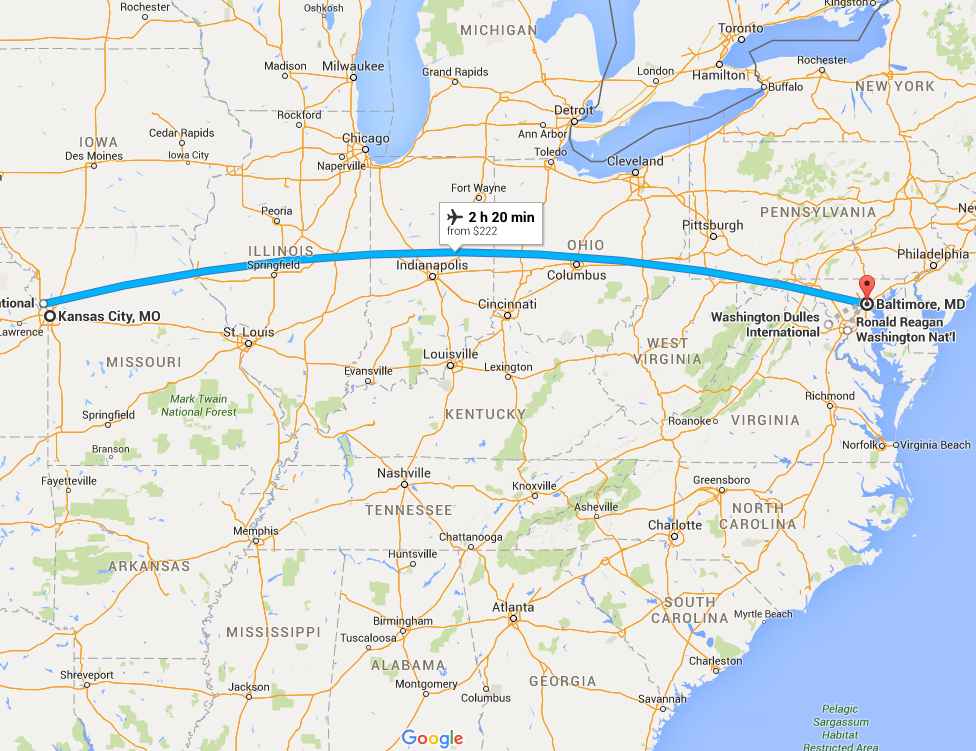 Rochester
Oshkosh
MICHIGAN
Toronto
Kingston
Madison
Milwaukee
Grand Rapids
London
Hamilton
Rochester
Buffalo
NEW YORK
Rockford
Detroit
Ann Arbor
Cedar Rapids
IOWA
Des Moines
Iowa City
Chicago
Naperville
Toledo
Cleveland
Fort Wayne
Peoria
2 h 20 min
from $222
PENNSYLVANIA
Pittsburgh
ILLINOIS
Springfield
Indianapolis
OHIO
Columbus
Philadelphia
Kansas City, MO
Cincinnati
Baltimore, MD
Washington Dulles
International
Ronald Reagan
Washington Nat'l
Lawrence
St. Louis
MISSOURI
Louisville
Evansville
Lexington
WEST
VIRGINIA
Mark Twain
National Forest
Springfield
Branson
KENTUCKY
Richmond
Roanoke
VIRGINIA
Norfolk
Virginia Beach
Fayetteville
Nashville
Knoxville
Greensboro
TENNESSEE
Asheville
NORTH
CAROLINA
Memphis
Chattanooga
Charlotte
Huntsville
ARKANSAS
Atlanta
SOUTH
CAROLINA
Myrtle Beach
MISSISSIPPI
Birmingham
Tuscaloosa
ALABAMA
Charleston
Shreveport
Jackson
Montgomery
Columbus
GEORGIA
Savannah
Pelagic
Sargassum
Habitat
Restricted Area
Google